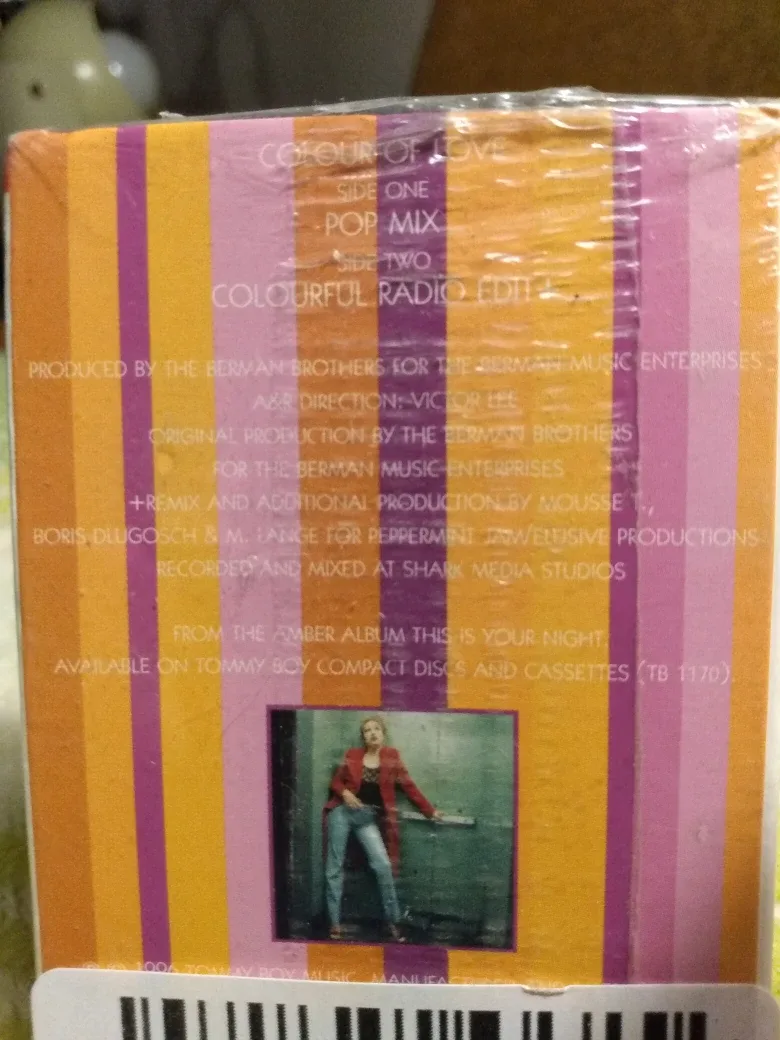 COLOUR OF LOVE
SIDE ONE
POP MIX
SIDE TWO
COLOURFUL RADIO EDIT+
PRODUCED BY THE BERMAN BROTHERS FOR THE BERMAN MUSIC ENTERPRISES
A&R DIRECTION: VICTOR LEE
ORIGINAL PRODUCTION BY THE BERMAN BROTHERS
FOR THE BERMAN MUSIC ENTERPRISES
+REMIX AND ADDITIONAL PRODUCTION BY MOUSSE T.,
BORIS DLUGOSCH & M. LANGE FOR PEPPERMINT JAM/ELUSIVE PRODUCTIONS
RECORDED AND MIXED AT SHARK MEDIA STUDIOS
FROM THE AMBER ALBUM THIS IS YOUR NIGHT,
AVAILABLE ON TOMMY BOY COMPACT DISCS AND CASSETTES (TB 1170).
1996 TOMMY BOY MUSIC.